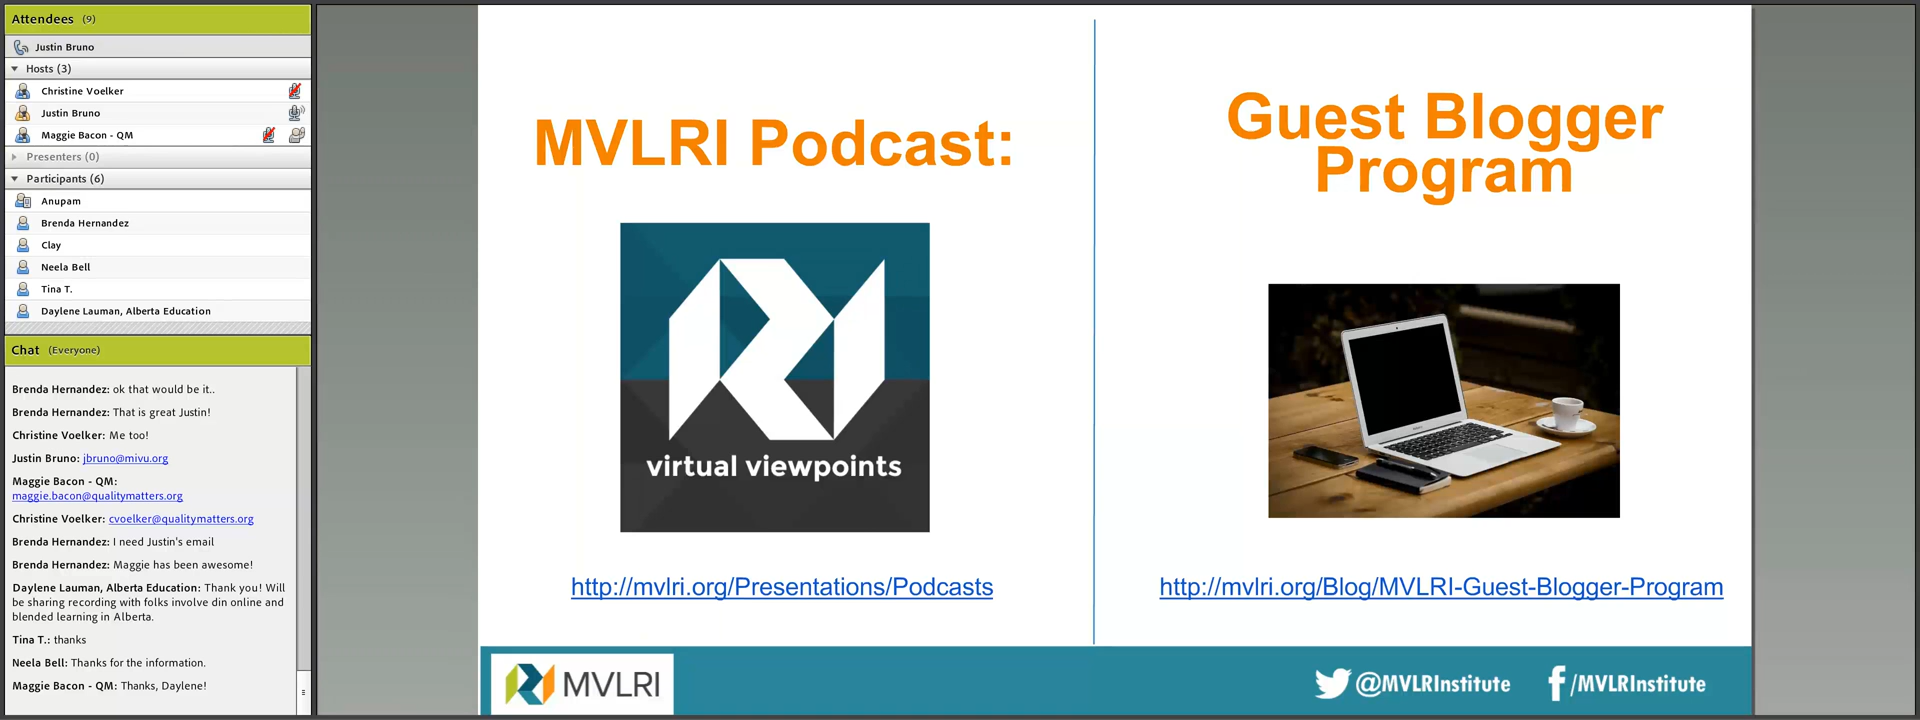 Attendees (9)
Justin Bruno
Hosts (3)
Christine Voelker
Justin Bruno
Maggie Bacon - QM
Presenters (0)
Participants (6)
Anupam
Brenda Hernandez
Clay
Neela Bell
Tina T.
Daylene Lauman, Alberta Education
Chat (Everyone)
Brenda Hernandez: ok that would be it..
Brenda Hernandez: That is great Justin!
Christine Voelker: Me too!
Justin Bruno: jbruno@mivu.org
Maggie Bacon - QM:
maggie.bacon@qualitymatters.org
Christine Voelker: cvoelker@qualitymatters.org
Brenda Hernandez: I need Justin's email
Brenda Hernandez: Maggie has been awesome!
Daylene Lauman, Alberta Education: Thank you! Will
be sharing recording with folks involve din online and
blended learning in Alberta.
Tina T.: thanks
Neela Bell: Thanks for the information.
Maggie Bacon - QM: Thanks, Daylene!
MVLRI Podcast:
virtual viewpoints
http://mvlri.org/Presentations/Podcasts
Guest Blogger
Program
http://mvlri.org/Blog/MVLRI-Guest-Blogger-Program
MVLRI
@MVLRInstitute
/MVLRInstitute